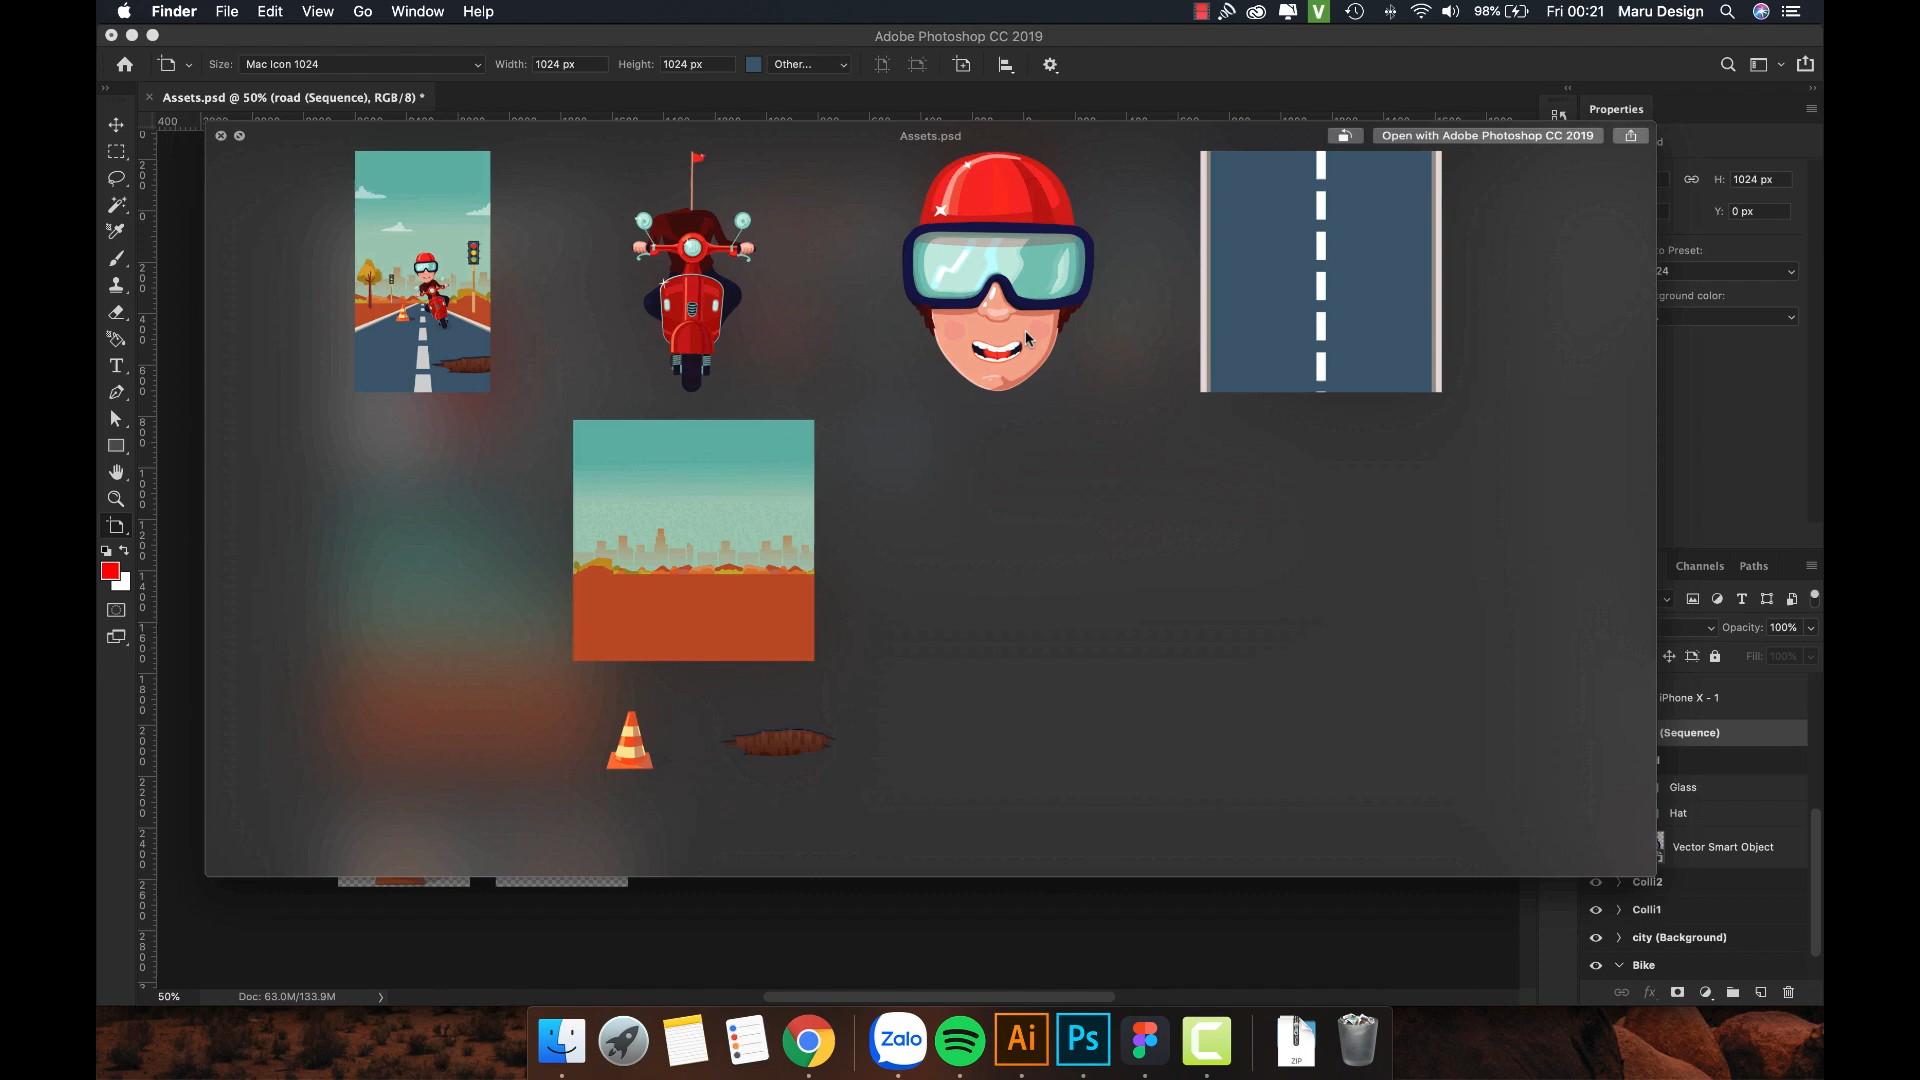 Finder File Edit View Go Window Help
V 98% Fri 00:21 Maru Design
Adobe Photoshop CC 2019
Size: Mac Icon 1024 Width: 1024 px Height: 1024 px Other...
Assets.psd @ 50% (road (Sequence), RGB/8) *
Properties
Assets.psd
Open with Adobe Photoshop CC 2019
H: 1024 px
Y: 0 px
o Preset:
24
ground color:
Channels Paths
Opacity: 100%
Fill: 100%
iPhone X - 1
(Sequence)
Glass
Hat
Vector Smart Object
Colli2
Colli1
city (Background)
Bike
50% Doc: 63.0M/133.9M
Zalo
Ai
Ps
ZIP